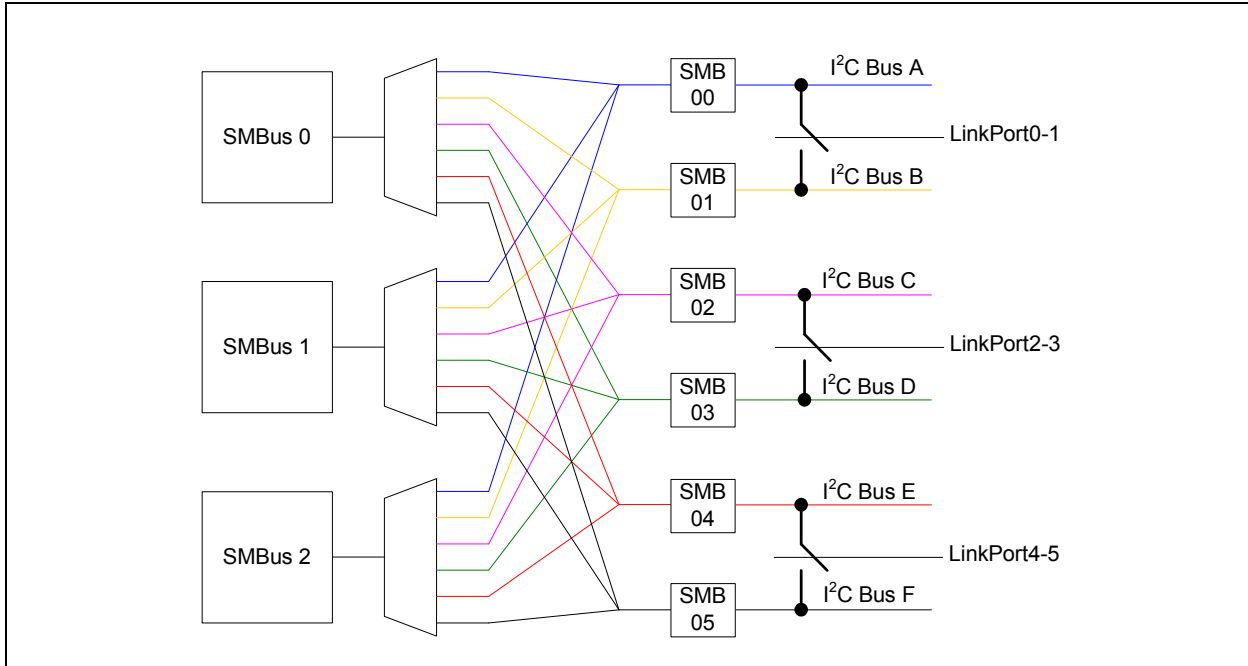 SMBus 0
SMBus 1
SMBus 2
SMB
00
SMB
01
SMB
02
SMB
03
SMB
04
SMB
05
I²C Bus A
LinkPort0-1
I²C Bus B
I²C Bus C
LinkPort2-3
I²C Bus D
I²C Bus E
LinkPort4-5
I²C Bus F